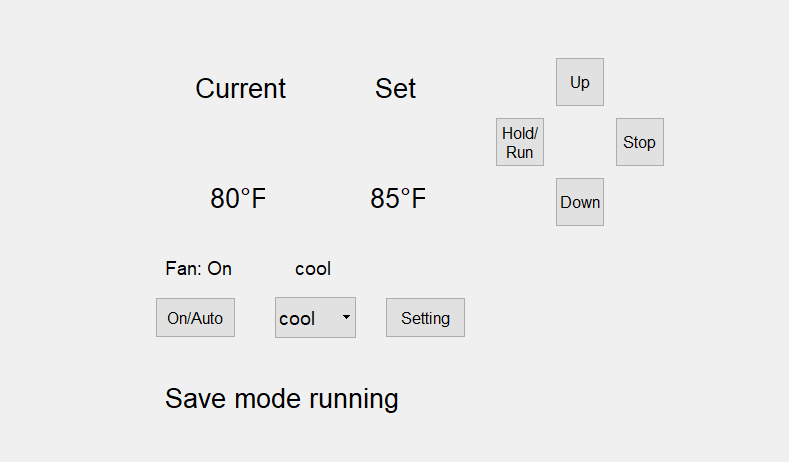 Current Set
Up
Hold/
Run
Stop
80°F 85°F
Down
Fan: On cool
On/Auto cool Setting
Save mode running